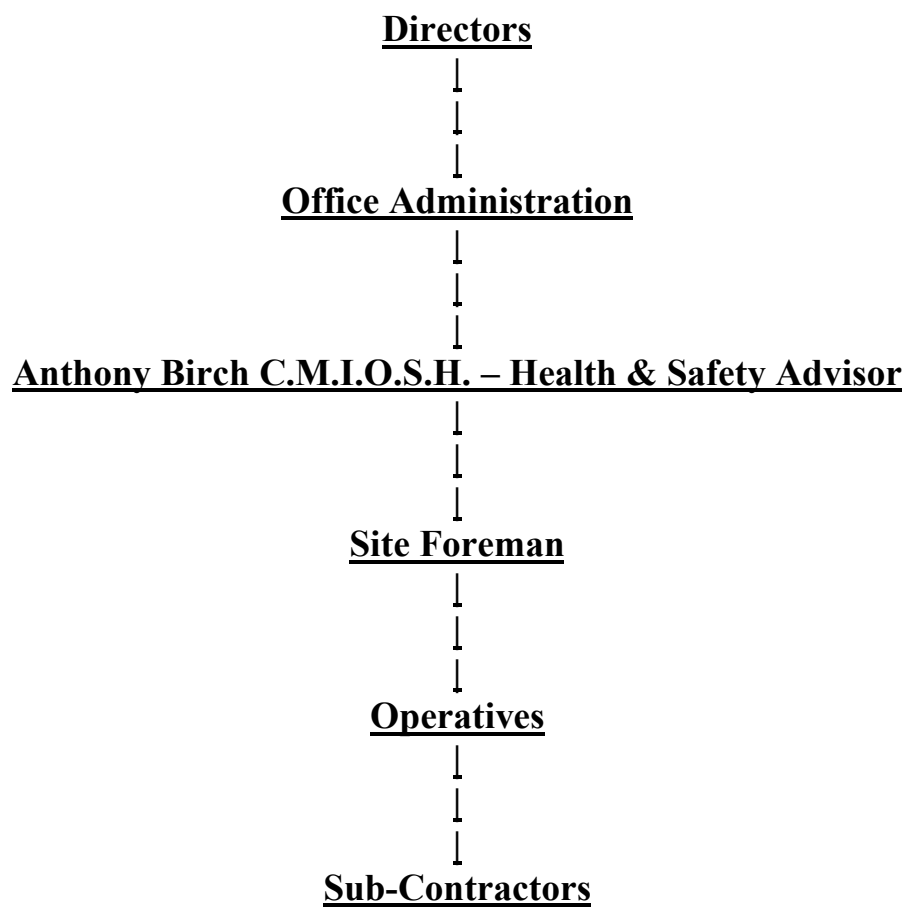 Directors
Office Administration
Anthony Birch C.M.I.O.S.H. – Health & Safety Advisor
Site Foreman
Operatives
Sub-Contractors